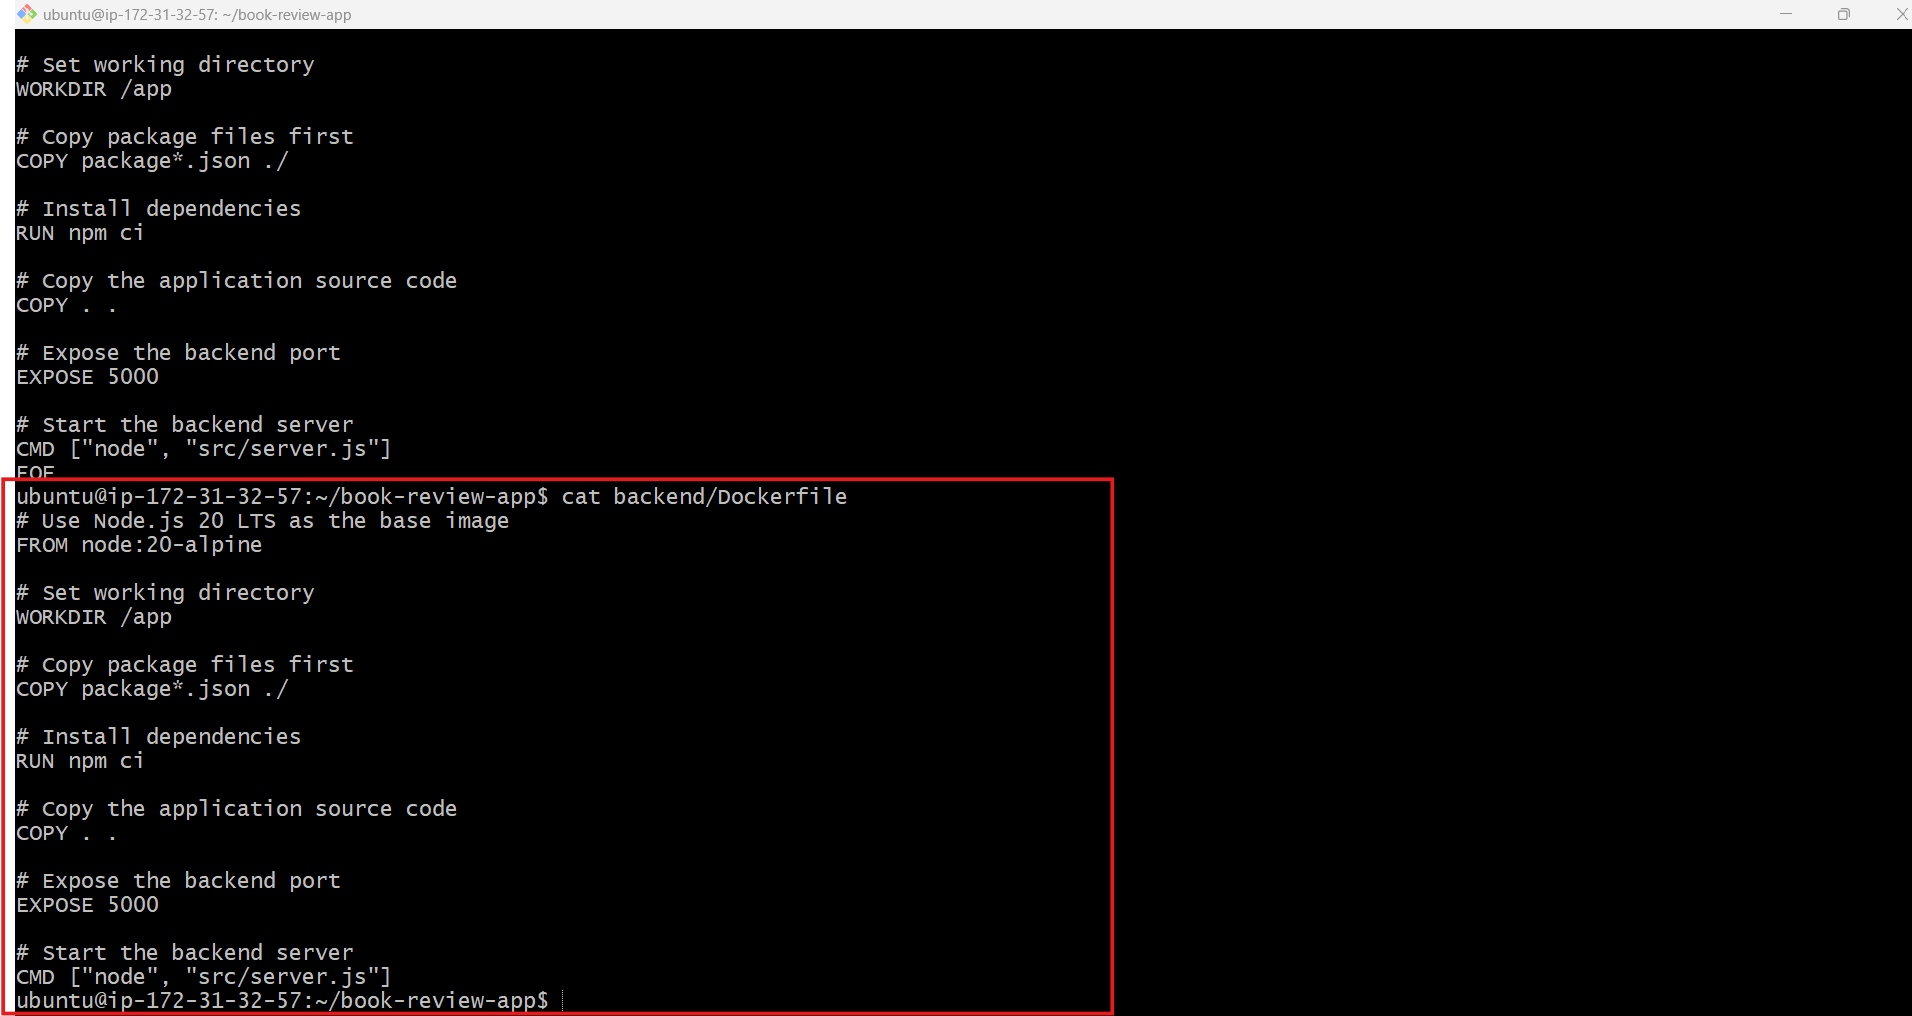 ubuntu@ip-172-31-32-57: ~/book-review-app
# Set working directory
WORKDIR /app
# Copy package files first
COPY package*.json ./
# Install dependencies
RUN npm ci
# Copy the application source code
COPY . .
# Expose the backend port
EXPOSE 5000
# Start the backend server
CMD ["node", "src/server.js"]
EOF
ubuntu@ip-172-31-32-57:~/book-review-app$ cat backend/Dockerfile
# Use Node.js 20 LTS as the base image
FROM node:20-alpine
# Set working directory
WORKDIR /app
# Copy package files first
COPY package*.json ./
# Install dependencies
RUN npm ci
# Copy the application source code
COPY . .
# Expose the backend port
EXPOSE 5000
# Start the backend server
CMD ["node", "src/server.js"]
ubuntu@ip-172-31-32-57:~/book-review-app$